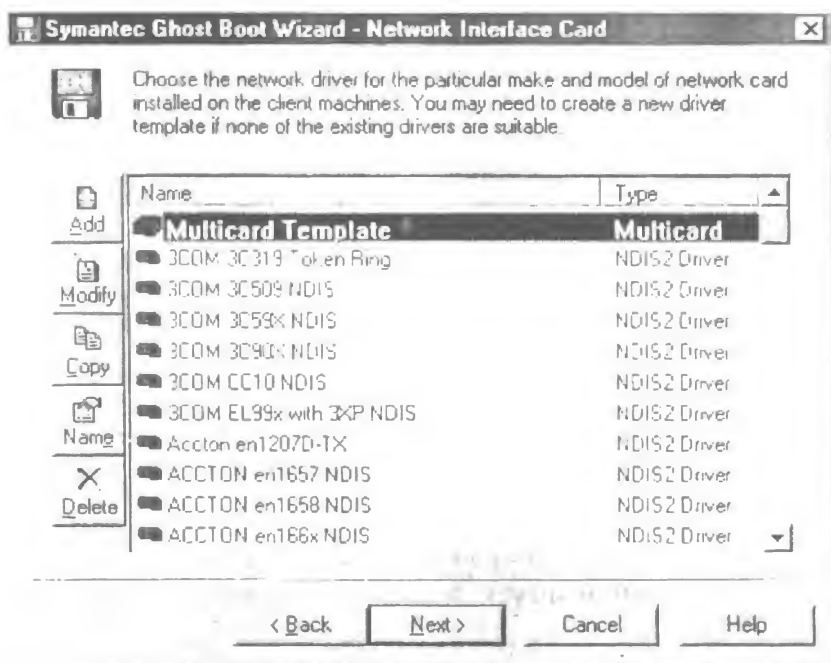 Symantec Ghost Boot Wizard - Network Interface Card
Choose the network driver for the particular make and model of network card
installed on the client machines. You may need to create a new driver
template if none of the existing drivers are suitable.
Add
Modify
Copy
Name
Delete
Name Type
Multicard Template Multicard
3COM 3C319 Token Ring NDIS2 Driver
3COM 3C509 NDIS NDIS2 Driver
3COM 3C59X NDIS NDIS2 Driver
3COM 3C90X NDIS NDIS2 Driver
3COM CC10 NDIS NDIS2 Driver
3COM EL99x with 3XP NDIS NDIS2 Driver
Accton en1207D-TX NDIS2 Driver
ACCTON en1657 NDIS NDIS2 Driver
ACCTON en1658 NDIS NDIS2 Driver
ACCTON en166x NDIS NDIS2 Driver
< Back Next > Cancel Help